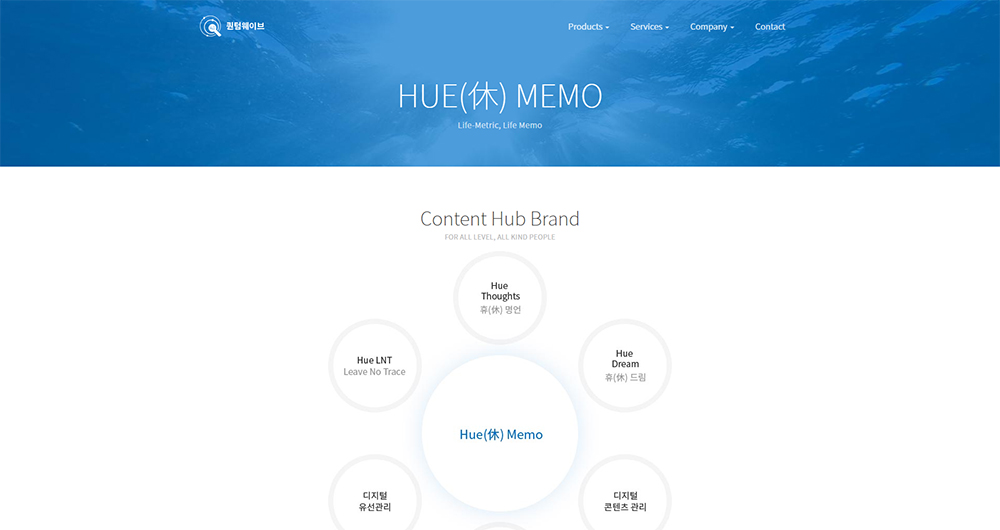 퀀텀웨이브
Products
Services
Company
Contact
HUE(休) MEMO
Life-Metric, Life Memo
Content Hub Brand
FOR ALL LEVEL, ALL KIND PEOPLE
Hue
Thoughts
휴(休) 명언
Hue LNT
Leave No Trace
Hue
Dream
휴(休) 드림
Hue(休) Memo
디지털
유선관리
디지털
콘텐츠 관리